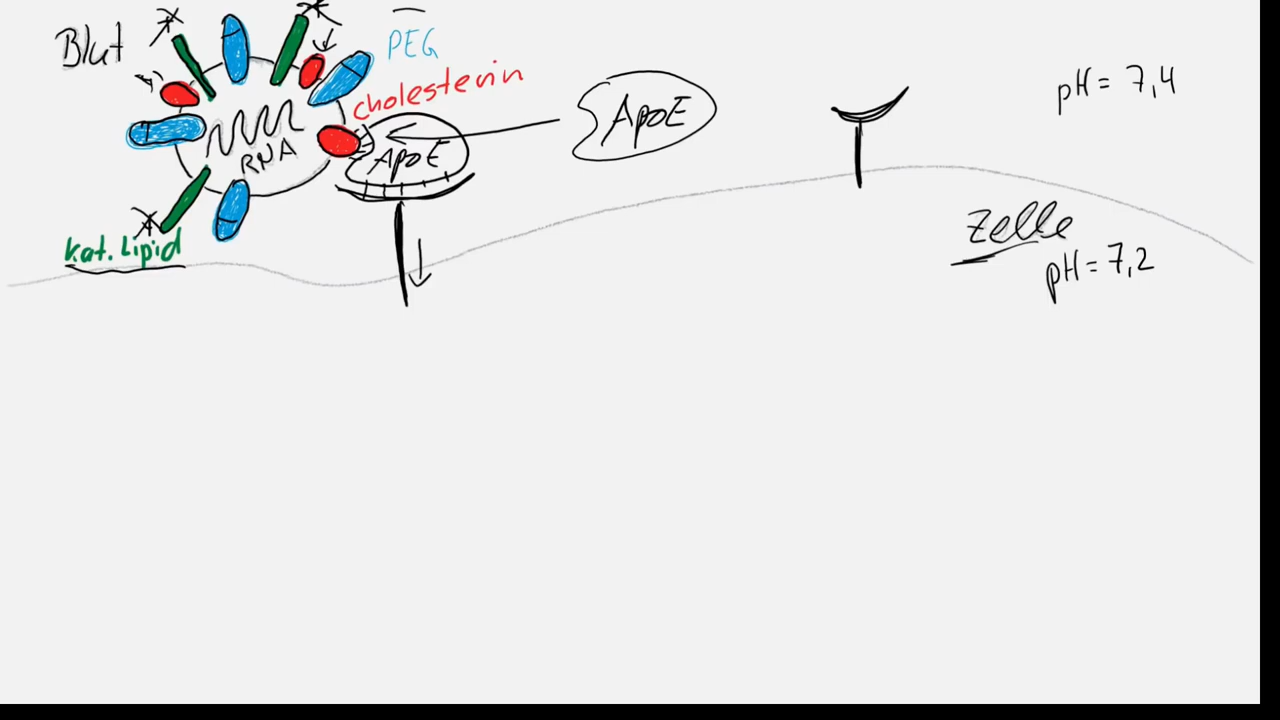 Blut
PEG
cholesterin
ApoE
pH = 7,4
RNA
ApoE
kat. Lipid
Zelle
pH = 7,2